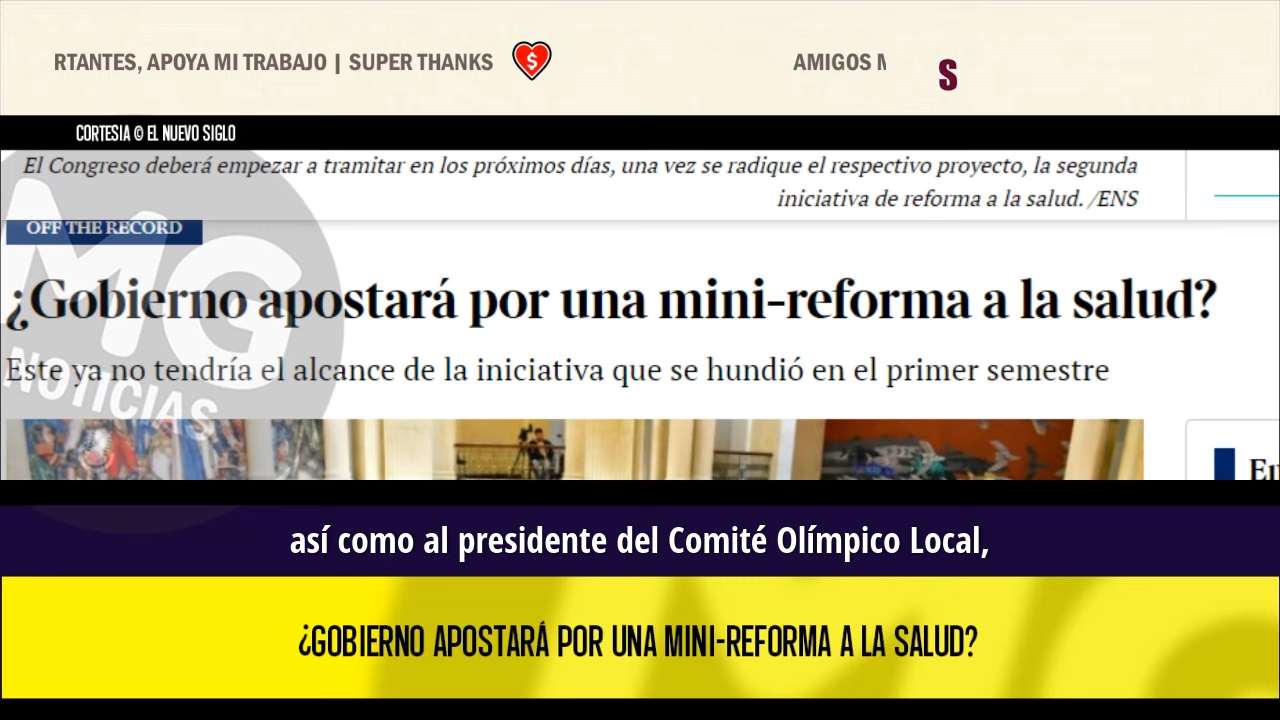 RTANTES, APOYA MI TRABAJO | SUPER THANKS
AMIGOS
S
CORTESIA © EL NUEVO SIGLO
El Congreso deberá empezar a tramitar en los próximos días, una vez se radique el respectivo proyecto, la segunda
iniciativa de reforma a la salud. /ENS
OFF THE RECORD
¿Gobierno apostará por una mini-reforma a la salud?
Este ya no tendría el alcance de la iniciativa que se hundió en el primer semestre
MG
NOTICIAS
así como al presidente del Comité Olímpico Local,
¿GOBIERNO APOSTARÁ POR UNA MINI-REFORMA A LA SALUD?